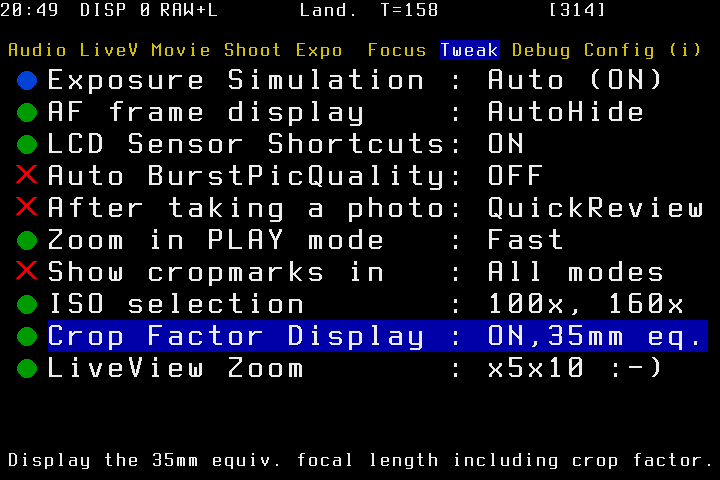 20:49 DISP 0 RAW+L Land. T=158 [314]
Audio LiveV Movie Shoot Expo Focus Tweak Debug Config (i)
Exposure Simulation : Auto (ON)
AF frame display : AutoHide
LCD Sensor Shortcuts: ON
Auto BurstPicQuality: OFF
After taking a photo: QuickReview
Zoom in PLAY mode : Fast
Show cropmarks in : All modes
ISO selection : 100x, 160x
Crop Factor Display : ON,35mm eq.
LiveView Zoom : x5x10 :-)
Display the 35mm equiv. focal length including crop factor.